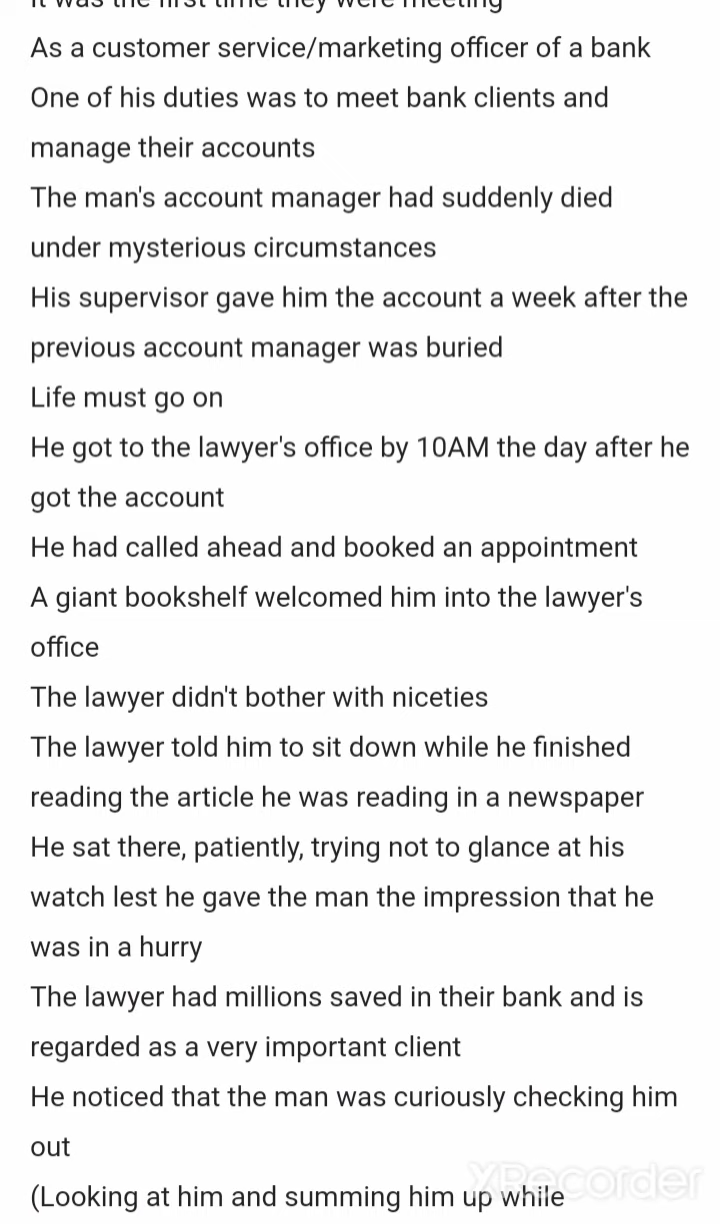 It was the first time they were meeting
As a customer service/marketing officer of a bank
One of his duties was to meet bank clients and
manage their accounts
The man's account manager had suddenly died
under mysterious circumstances
His supervisor gave him the account a week after the
previous account manager was buried
Life must go on
He got to the lawyer's office by 10AM the day after he
got the account
He had called ahead and booked an appointment
A giant bookshelf welcomed him into the lawyer's
office
The lawyer didn't bother with niceties
The lawyer told him to sit down while he finished
reading the article he was reading in a newspaper
He sat there, patiently, trying not to glance at his
watch lest he gave the man the impression that he
was in a hurry
The lawyer had millions saved in their bank and is
regarded as a very important client
He noticed that the man was curiously checking him
out
(Looking at him and summing him up while
XRecorder